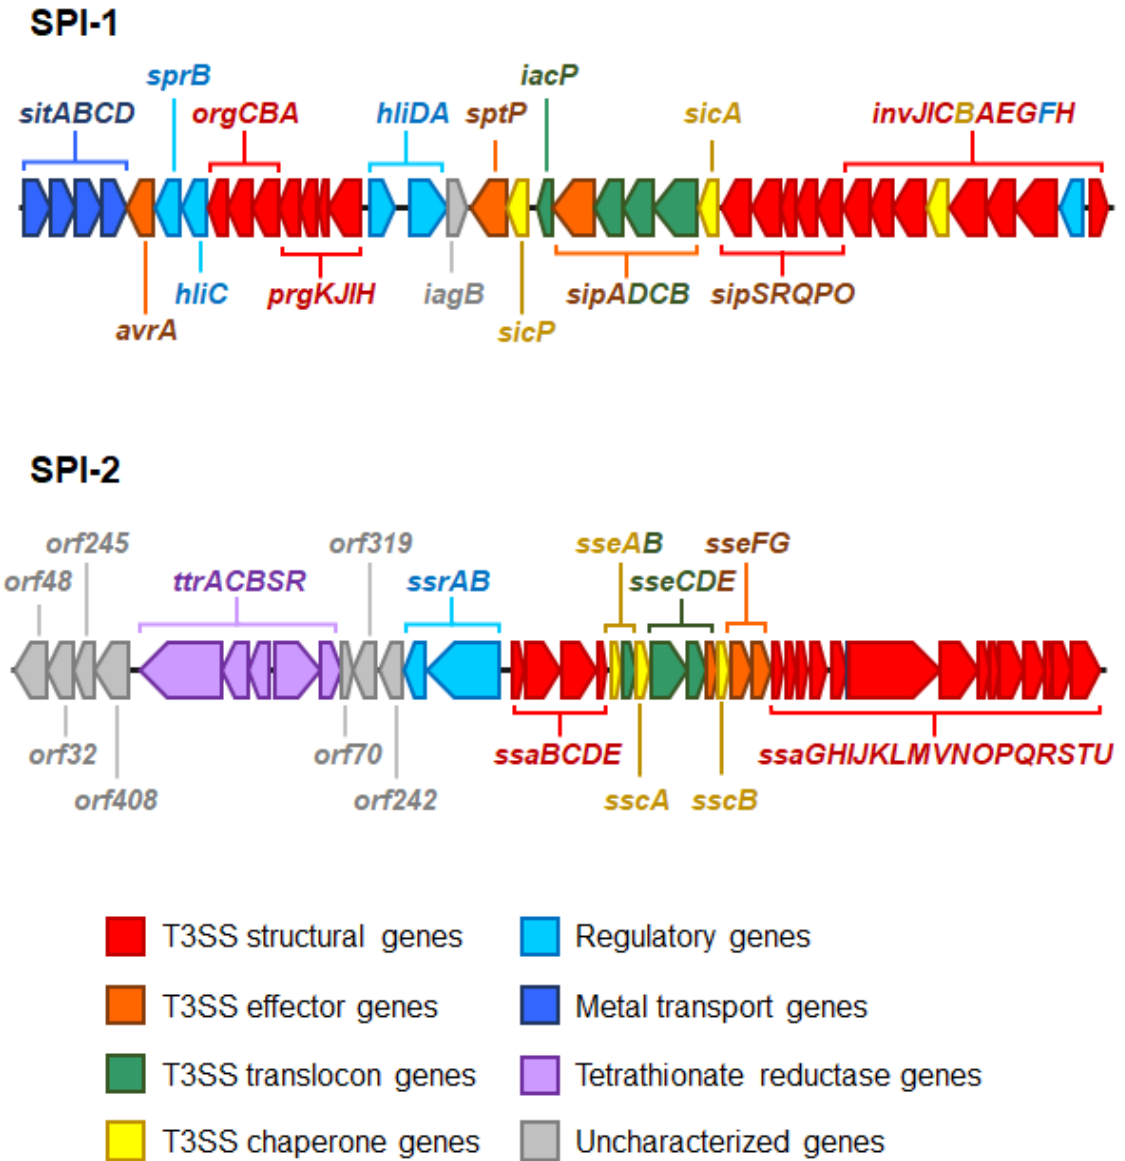 SPI-1
sprB iacP
sitABCD orgCBA hliDA sptP sicA invJICBAEGFH
hliC prgKJIH iagB sipADCB sipSRQPO
avrA sicP
SPI-2
orf245 orf319 sseAB sseFG
orf48 ttrACBSR ssrAB sseCDE
orf32 orf70 ssaBCDE ssaGHIJKLMVNOPQRSTU
orf408 orf242 sscA sscB
T3SS structural genes Regulatory genes
T3SS effector genes Metal transport genes
T3SS translocon genes Tetrathionate reductase genes
T3SS chaperone genes Uncharacterized genes